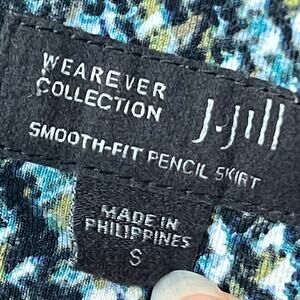 WEAREVER
COLLECTION
J.Jill
SMOOTH-FIT PENCIL SKIRT
MADE IN
PHILIPPINES
S